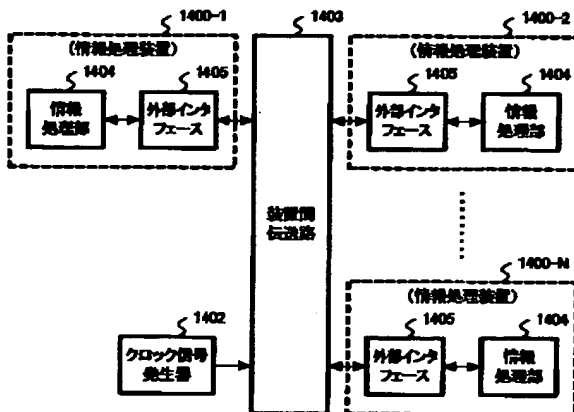 1400-1
(情報処理装置)
1404
1405
情報
処理部
外部インタ
フェース
1403
装置間
伝送路
1400-2
(情報処理装置)
1405
1404
外部インタ
フェース
情報
処理部
1400-N
(情報処理装置)
1405
1404
外部インタ
フェース
情報
処理部
1402
クロック信号
発生器